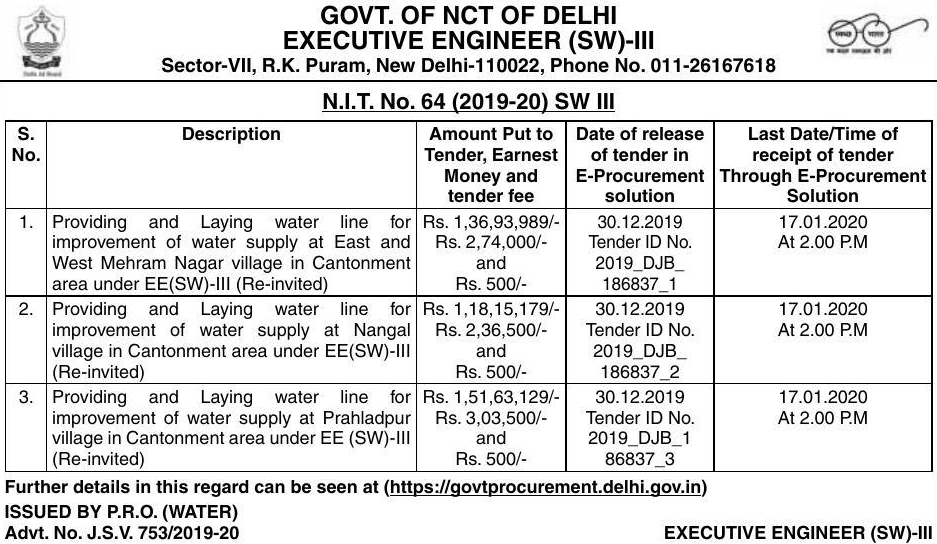 GOVT. OF NCT OF DELHI
EXECUTIVE ENGINEER (SW)-III
Sector-VII, R.K. Puram, New Delhi-110022, Phone No. 011-26167618
N.I.T. No. 64 (2019-20) SW III
S. No.
Description
Amount Put to
Tender, Earnest
Money and
tender fee
Date of release
of tender in
E-Procurement
solution
Last Date/Time of
receipt of tender
Through E-Procurement
Solution
1.
Providing and Laying water line for
improvement of water supply at East and
West Mehram Nagar village in Cantonment
area under EE(SW)-III (Re-invited)
Rs. 1,36,93,989/-
Rs. 2,74,000/-
and
Rs. 500/-
30.12.2019
Tender ID No.
2019_DJB_
186837_1
17.01.2020
At 2.00 P.M
2.
Providing and Laying water line for
improvement of water supply at Nangal
village in Cantonment area under EE(SW)-III
(Re-invited)
Rs. 1,18,15,179/-
Rs. 2,36,500/-
and
Rs. 500/-
30.12.2019
Tender ID No.
2019_DJB_
186837_2
17.01.2020
At 2.00 P.M
3.
Providing and Laying water line for
improvement of water supply at Prahladpur
village in Cantonment area under EE (SW)-III
(Re-invited)
Rs. 1,51,63,129/-
Rs. 3,03,500/-
and
Rs. 500/-
30.12.2019
Tender ID No.
2019_DJB_1
86837_3
17.01.2020
At 2.00 P.M
Further details in this regard can be seen at (https://govtprocurement.delhi.gov.in)
ISSUED BY P.R.O. (WATER)
Advt. No. J.S.V. 753/2019-20
EXECUTIVE ENGINEER (SW)-III